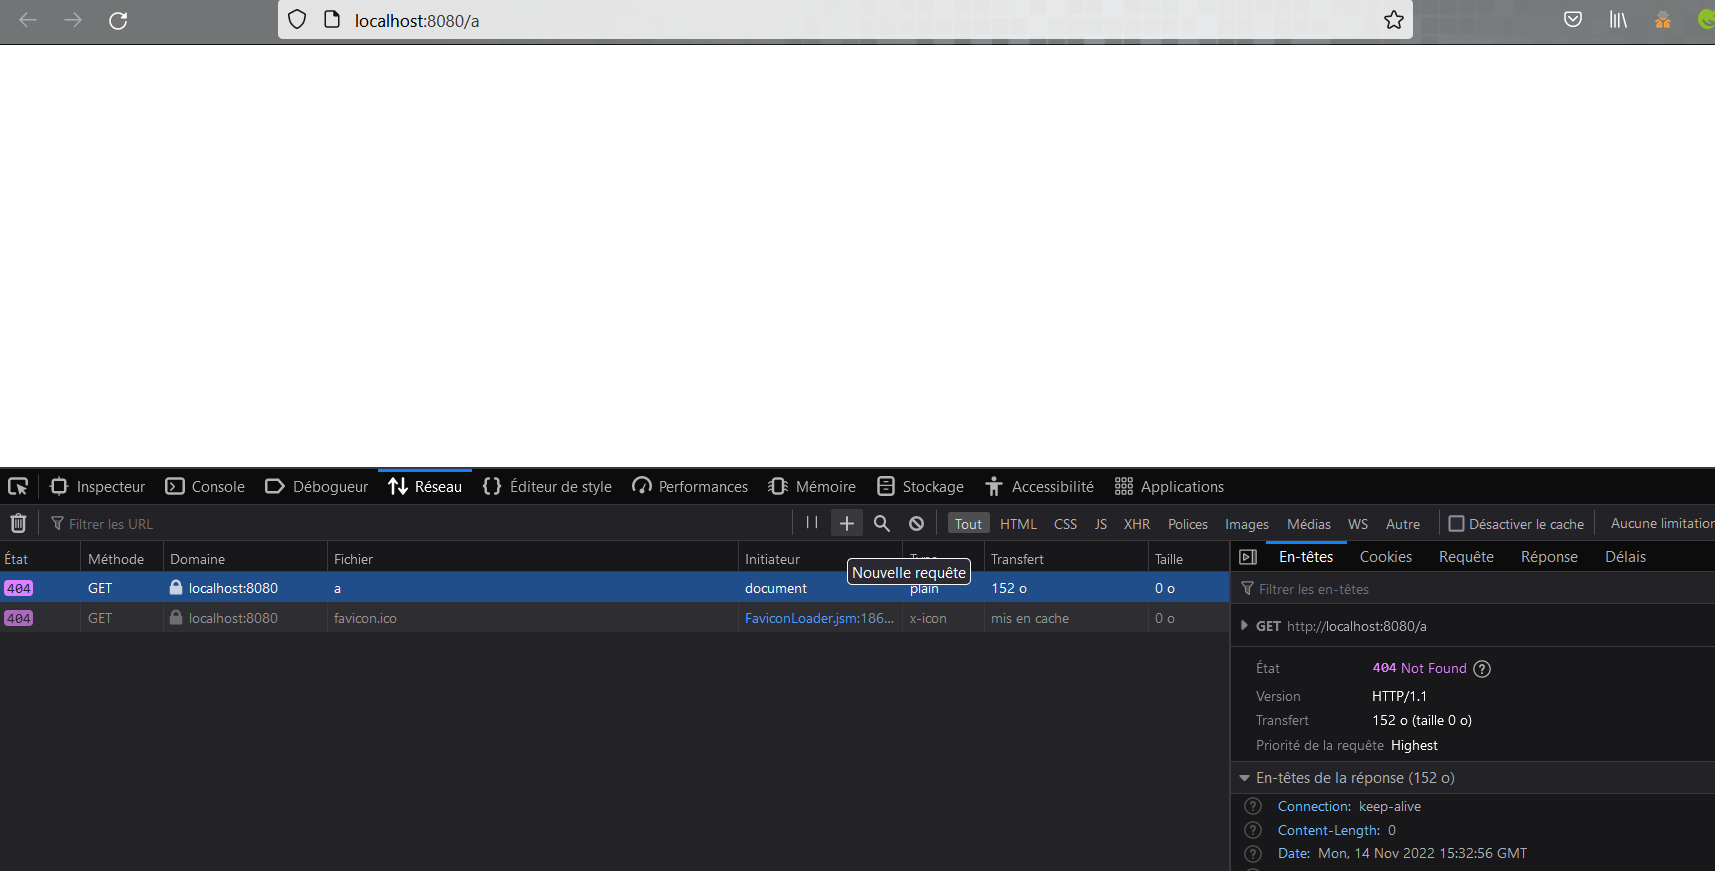 localhost:8080/a
Inspecteur Console Débogueur Réseau Éditeur de style Performances Mémoire Stockage Accessibilité Applications
Filtrer les URL Tout HTML CSS JS XHR Polices Images Médias WS Autre Désactiver le cache Aucune limitation
État Méthode Domaine Fichier Initiateur Transfert Taille
Nouvelle requête
404 GET localhost:8080 a document plain 152 o 0 o
404 GET localhost:8080 favicon.ico FaviconLoader.jsm:186... x-icon mis en cache 0 o
En-têtes Cookies Requête Réponse Délais
Filtrer les en-têtes
GET http://localhost:8080/a
État 404 Not Found ?
Version HTTP/1.1
Transfert 152 o (taille 0 o)
Priorité de la requête Highest
En-têtes de la réponse (152 o)
? Connection: keep-alive
? Content-Length: 0
? Date: Mon, 14 Nov 2022 15:32:56 GMT